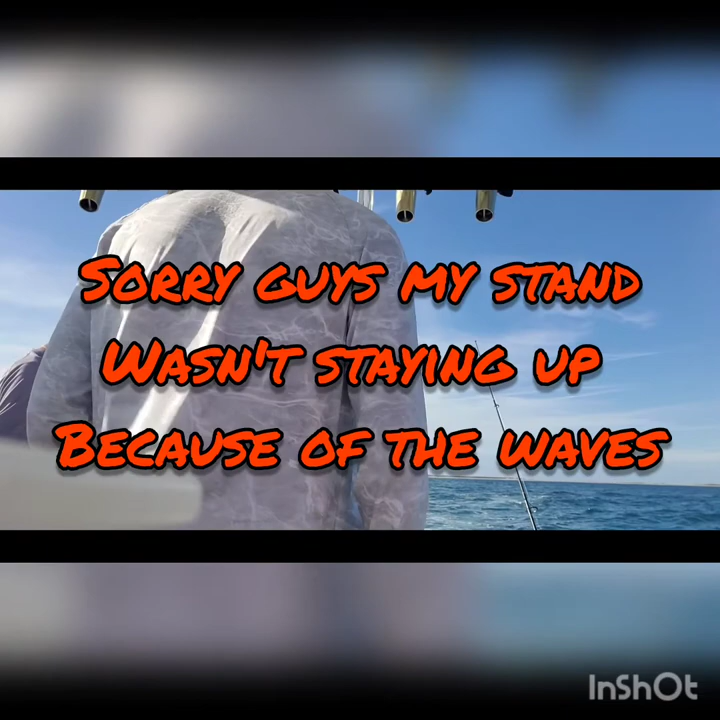 Sorry guys my stand
Wasn't staying up
Because of the waves
InShOt